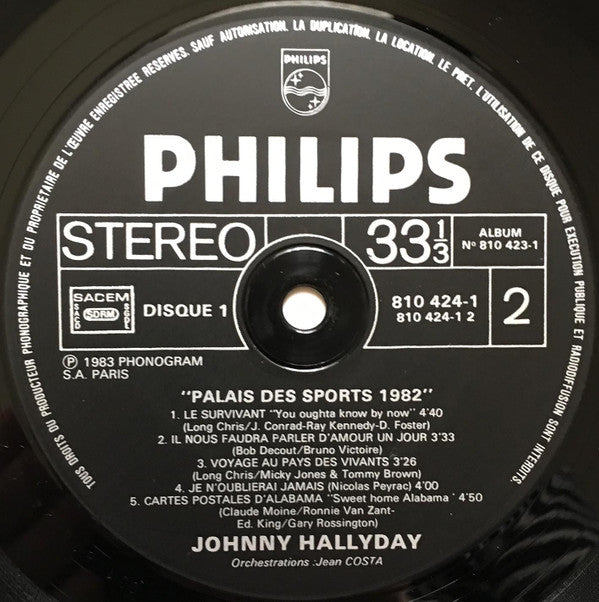 TOUS DROITS DU PRODUCTEUR PHONOGRAPHIQUE ET DU PROPRIETAIRE DE L'ŒUVRE ENREGISTREE RESERVES. SAUF AUTORISATION. LA DUPLICATION. LA LOCATION. LE PRET. L'UTILISATION DE CE DISQUE POUR EXECUTION PUBLIQUE ET RADIODIFFUSION SONT INTERDITS.
PHILIPS
PHILIPS
STEREO
33 1/3
ALBUM
N° 810 423-1
SACEM
SACD SDRM SGDL
DISQUE 1
810 424-1
810 424-1 2
2
Ⓟ 1983 PHONOGRAM
S.A. PARIS
"PALAIS DES SPORTS 1982"
1. LE SURVIVANT "You oughta know by now" 4'40
(Long Chris/J. Conrad-Ray Kennedy-D. Foster)
2. IL NOUS FAUDRA PARLER D'AMOUR UN JOUR 3'33
(Bob Decout/Bruno Victoire)
3. VOYAGE AU PAYS DES VIVANTS 3'26
(Long Chris/Micky Jones & Tommy Brown)
4. JE N'OUBLIERAI JAMAIS (Nicolas Peyrac) 4'00
5. CARTES POSTALES D'ALABAMA "Sweet home Alabama' 4'50
(Claude Moine/Ronnie Van Zant-
Ed. King/Gary Rossington)
JOHNNY HALLYDAY
Orchestrations :Jean COSTA